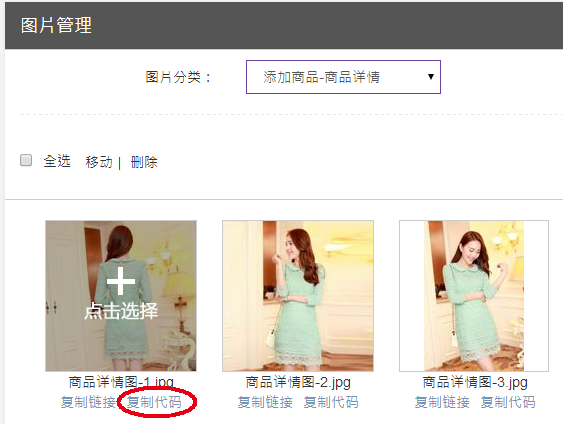 图片管理
图片分类：
添加商品-商品详情
全选 移动 | 删除
点击选择
商品详情图-1.jpg 商品详情图-2.jpg 商品详情图-3.jpg
复制链接 复制代码 复制链接 复制代码 复制链接 复制代码